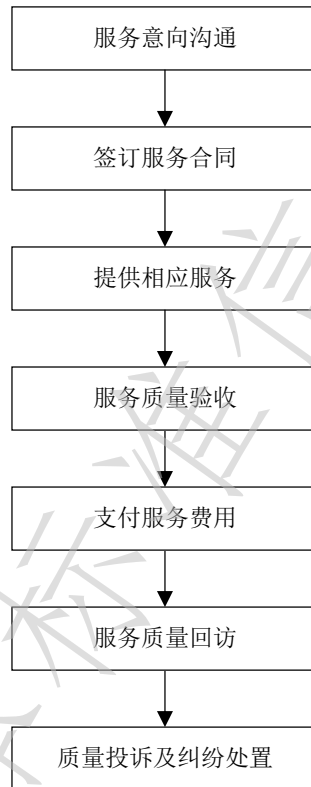 服务意向沟通
签订服务合同
提供相应服务
服务质量验收
支付服务费用
服务质量回访
质量投诉及纠纷处置